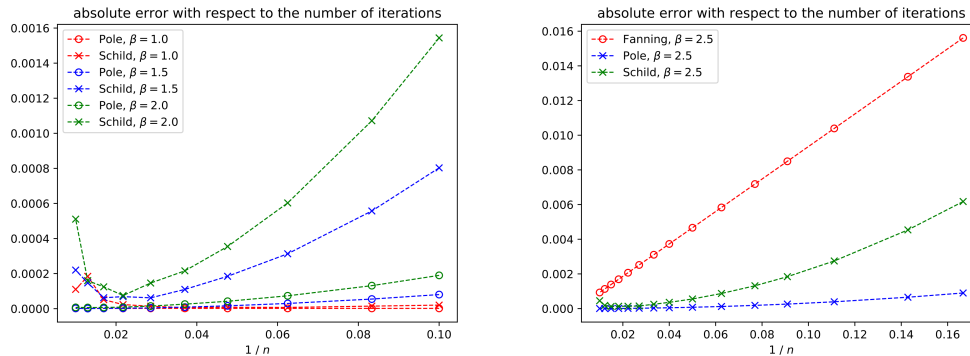 absolute error with respect to the number of iterations
0.0016
0.0014
0.0012
0.0010
0.0008
0.0006
0.0004
0.0002
0.0000
Pole, β = 1.0
Schild, β = 1.0
Pole, β = 1.5
Schild, β = 1.5
Pole, β = 2.0
Schild, β = 2.0
0.02 0.04 0.06 0.08 0.10
1 / n
absolute error with respect to the number of iterations
0.016
0.014
0.012
0.010
0.008
0.006
0.004
0.002
0.000
Fanning, β = 2.5
Pole, β = 2.5
Schild, β = 2.5
0.02 0.04 0.06 0.08 0.10 0.12 0.14 0.16
1 / n